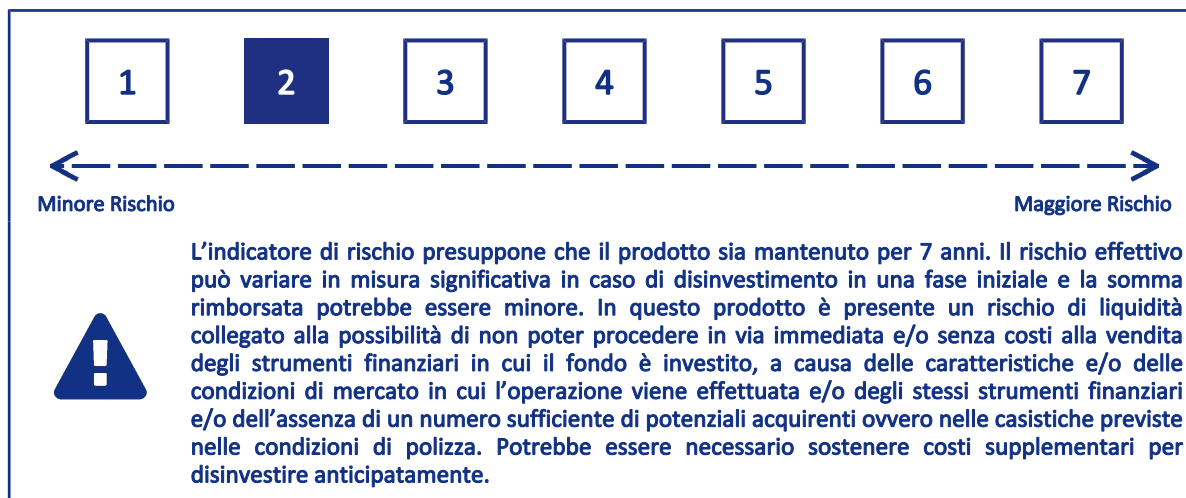 1 2 3 4 5 6 7
Minore Rischio Maggiore Rischio
L'indicatore di rischio presuppone che il prodotto sia mantenuto per 7 anni. Il rischio effettivo
può variare in misura significativa in caso di disinvestimento in una fase iniziale e la somma
rimborsata potrebbe essere minore. In questo prodotto è presente un rischio di liquidità
collegato alla possibilità di non poter procedere in via immediata e/o senza costi alla vendita
degli strumenti finanziari in cui il fondo è investito, a causa delle caratteristiche e/o delle
condizioni di mercato in cui l'operazione viene effettuata e/o degli stessi strumenti finanziari
e/o dell'assenza di un numero sufficiente di potenziali acquirenti ovvero nelle casistiche previste
nelle condizioni di polizza. Potrebbe essere necessario sostenere costi supplementari per
disinvestire anticipatamente.